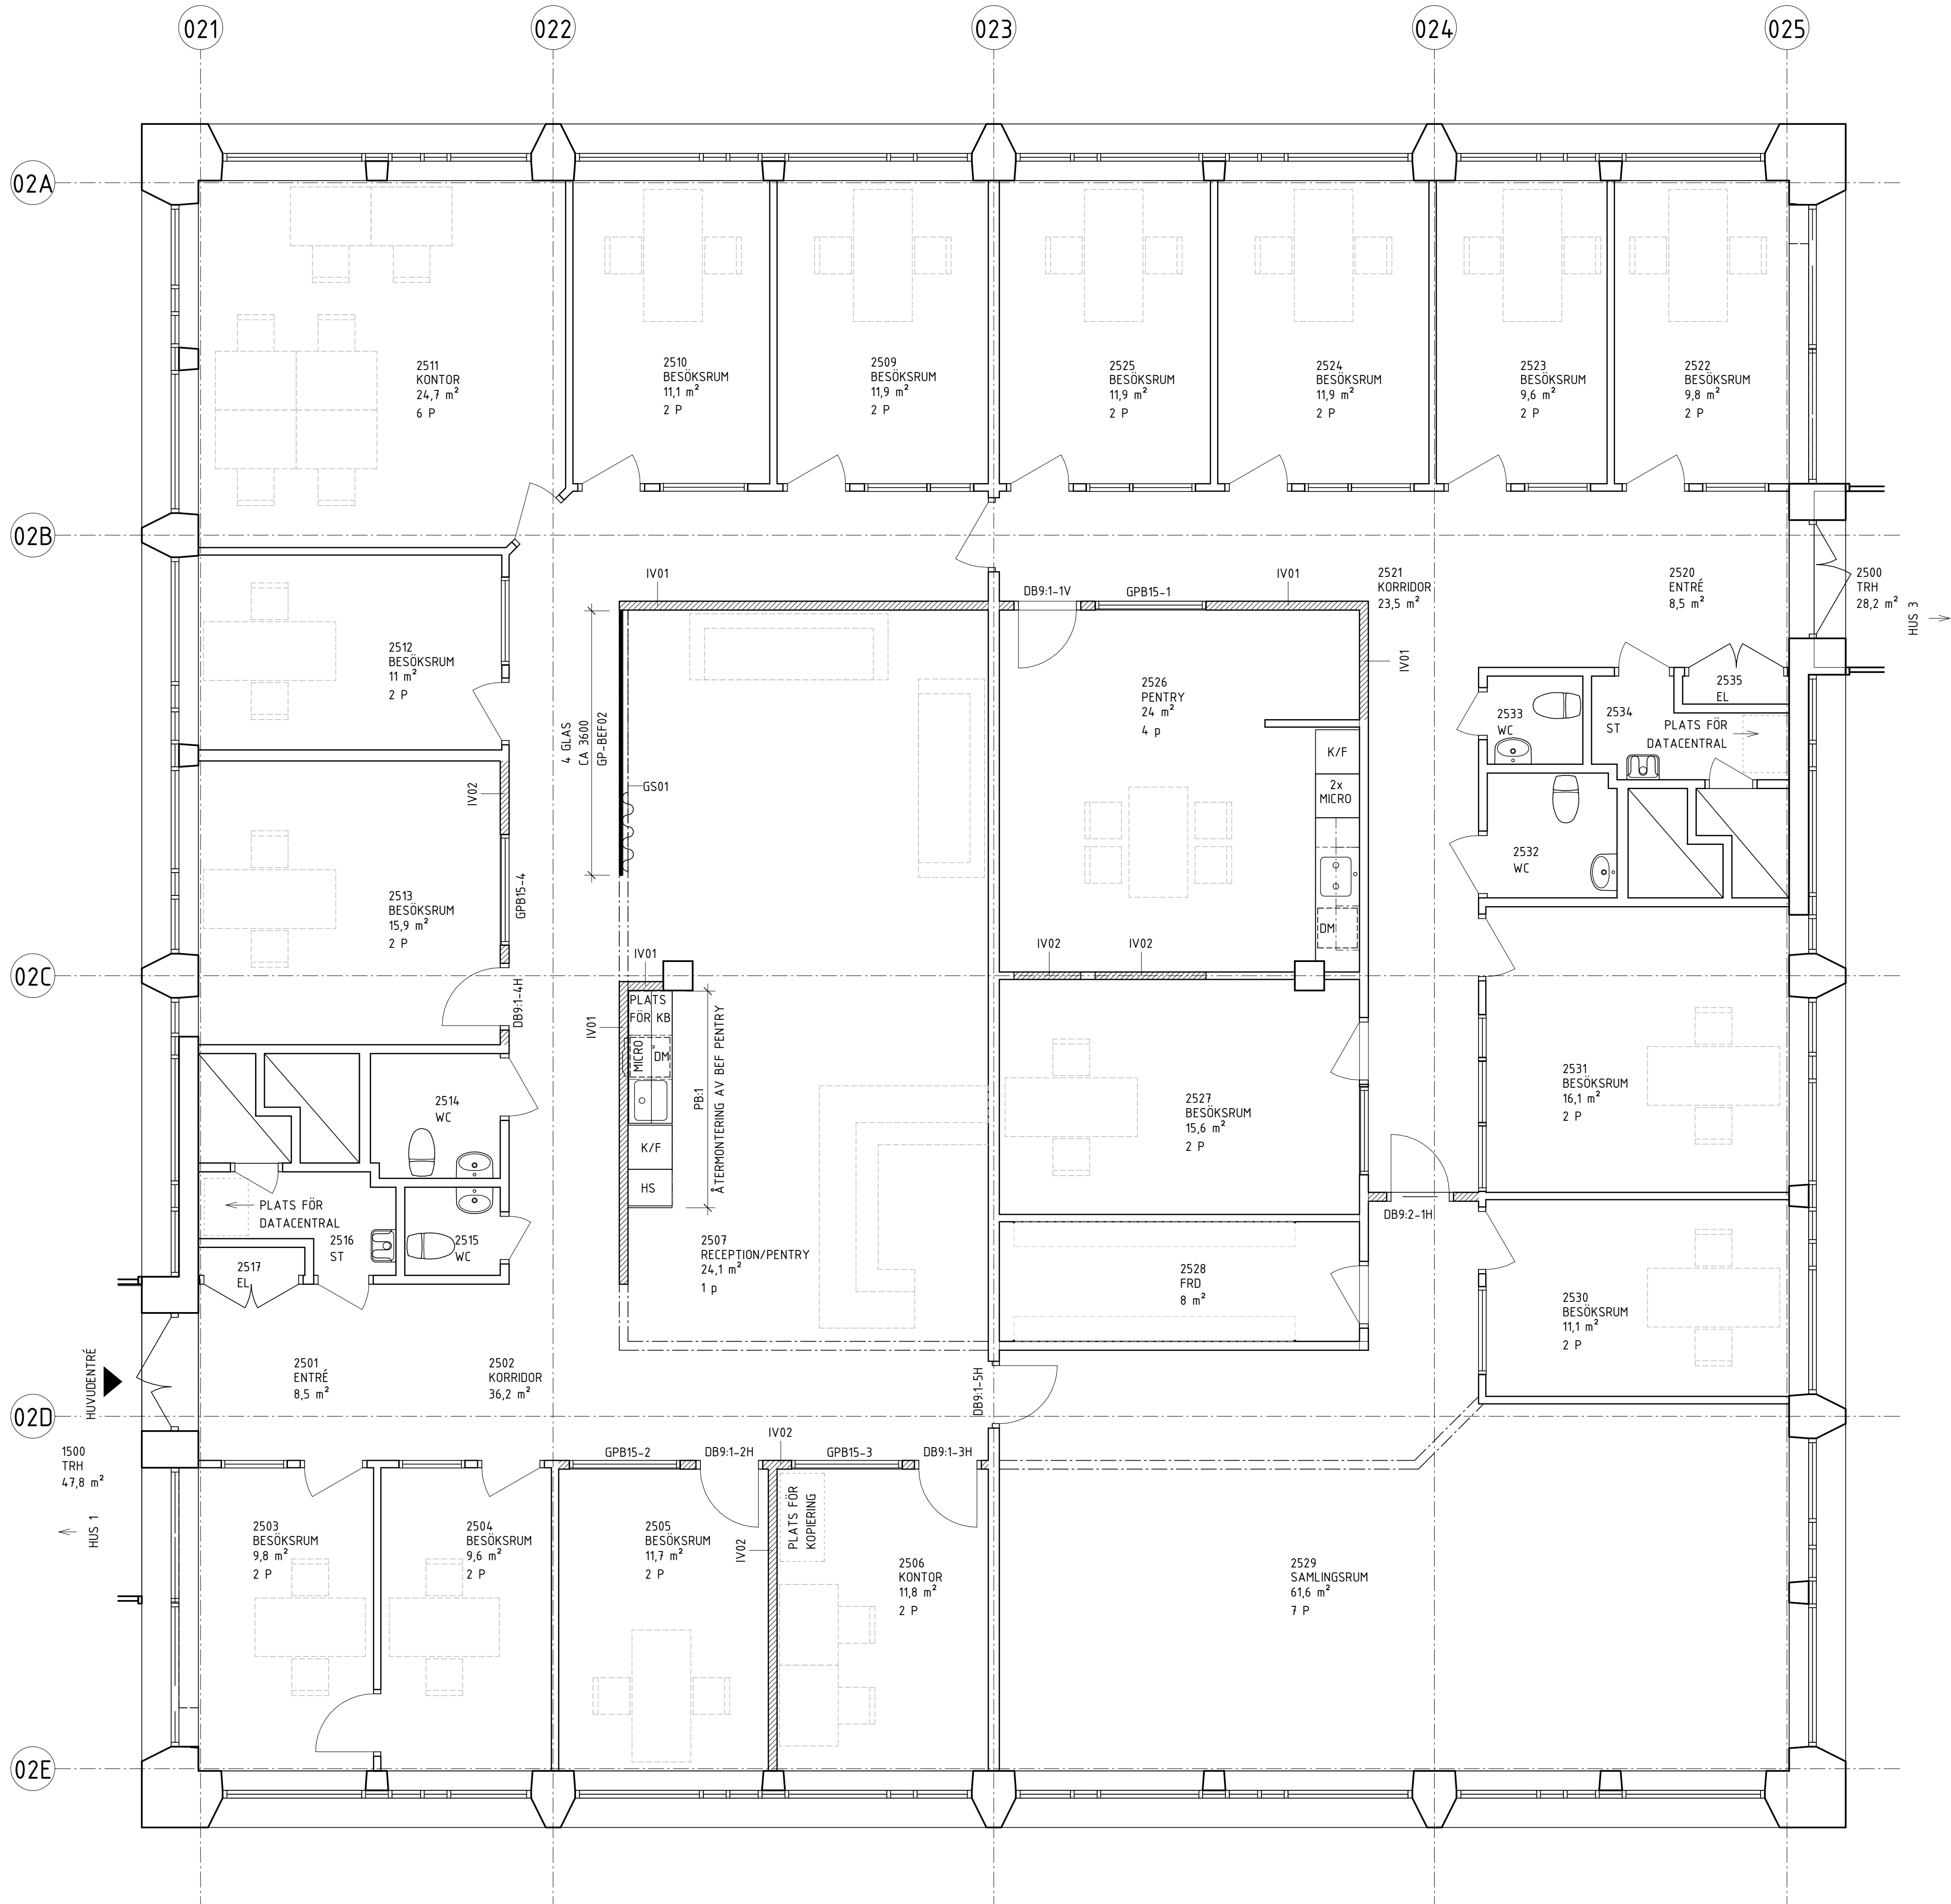 021
022
023
024
025
02A
02B
02C
02D
02E
2511
KONTOR
24,7 m²
6 P
2510
BESÖKSRUM
11,1 m²
2 P
2509
BESÖKSRUM
11,9 m²
2 P
2525
BESÖKSRUM
11,9 m²
2 P
2524
BESÖKSRUM
11,9 m²
2 P
2523
BESÖKSRUM
9,6 m²
2 P
2522
BESÖKSRUM
9,8 m²
2 P
IV01
DB9:1-1V
GPB15-1
IV01
2521
KORRIDOR
23,5 m²
2520
ENTRÉ
8,5 m²
2500
TRH
28,2 m²
HUS 3
2512
BESÖKSRUM
11 m²
2 P
4 GLAS
CA 3600
GP-BEF02
GS01
IV01
2526
PENTRY
24 m²
4 p
K/F
2x
MICRO
DM
2533
WC
2534
ST
2535
EL
PLATS FÖR
DATACENTRAL
2532
WC
IV02
2513
BESÖKSRUM
15,9 m²
2 P
GPB15-4
DB9:1-4H
IV01
IV01
PLATS
FÖR KB
MICRO
DM
K/F
HS
PB:1
ÅTERMONTERING AV BEF PENTRY
IV02
IV02
2514
WC
2527
BESÖKSRUM
15,6 m²
2 P
2531
BESÖKSRUM
16,1 m²
2 P
PLATS FÖR
DATACENTRAL
2516
ST
2515
WC
2517
EL
2507
RECEPTION/PENTRY
24,1 m²
1 p
DB9:2-1H
2528
FRD
8 m²
2530
BESÖKSRUM
11,1 m²
2 P
HUVUDENTRÉ
2501
ENTRÉ
8,5 m²
2502
KORRIDOR
36,2 m²
DB9:1-5H
1500
TRH
47,8 m²
HUS 1
GPB15-2
DB9:1-2H
IV02
GPB15-3
DB9:1-3H
2503
BESÖKSRUM
9,8 m²
2 P
2504
BESÖKSRUM
9,6 m²
2 P
2505
BESÖKSRUM
11,7 m²
2 P
IV02
PLATS FÖR
KOPIERING
2506
KONTOR
11,8 m²
2 P
2529
SAMLINGSRUM
61,6 m²
7 P